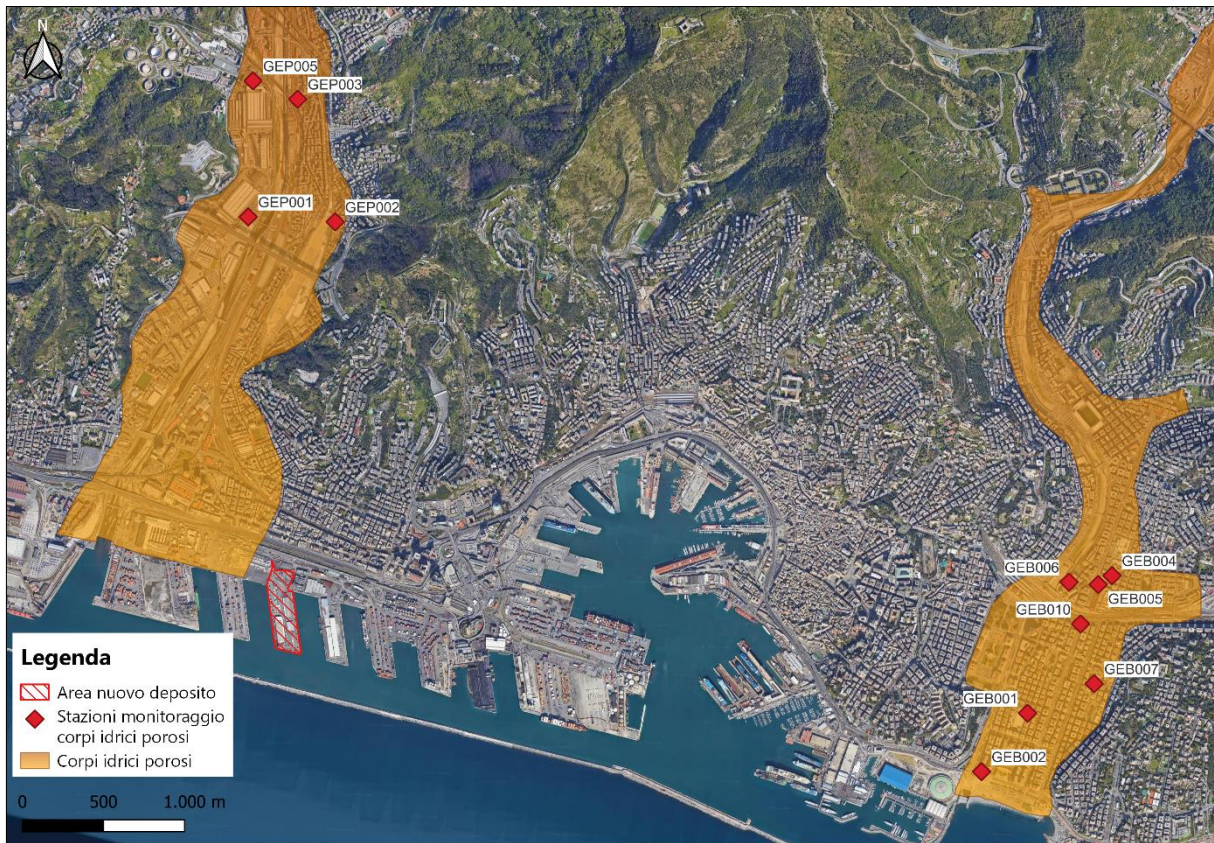 N
GEP005
GEP003
GEP001
GEP002
GEB004
GEB006
GEB005
GEB010
GEB007
GEB001
GEB002
Legenda
Area nuovo deposito
Stazioni monitoraggio
corpi idrici porosi
Corpi idrici porosi
0 500 1.000 m